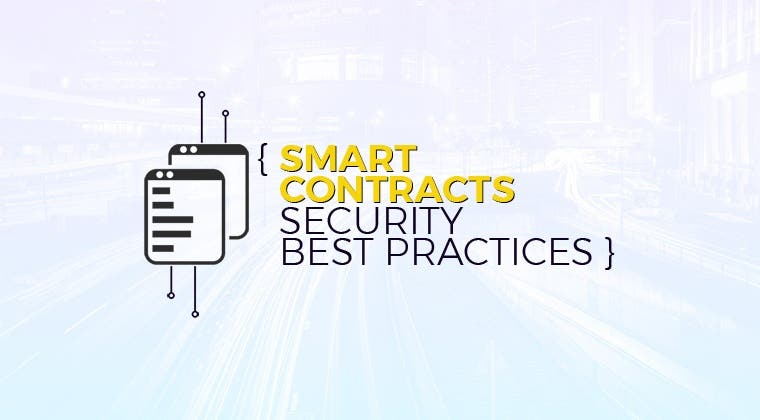 { SMART
CONTRACTS
SECURITY
BEST PRACTICES }